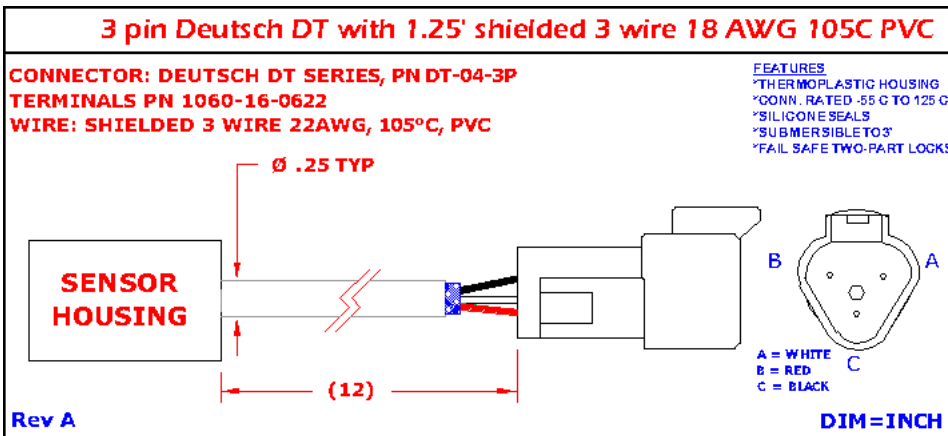 3 pin Deutsch DT with 1.25' shielded 3 wire 18 AWG 105C PVC
CONNECTOR: DEUTSCH DT SERIES, PN DT-04-3P
TERMINALS PN 1060-16-0622
WIRE: SHIELDED 3 WIRE 22AWG, 105°C, PVC
FEATURES
*THERMOPLASTIC HOUSING
*CONN. RATED -55 C TO 125 C
*SILICONE SEALS
*SUBMERSIBLE TO 3'
*FAIL SAFE TWO-PART LOCKS
Ø .25 TYP
SENSOR
HOUSING
(12)
B
A
C
A = WHITE
B = RED
C = BLACK
Rev A
DIM=INCH